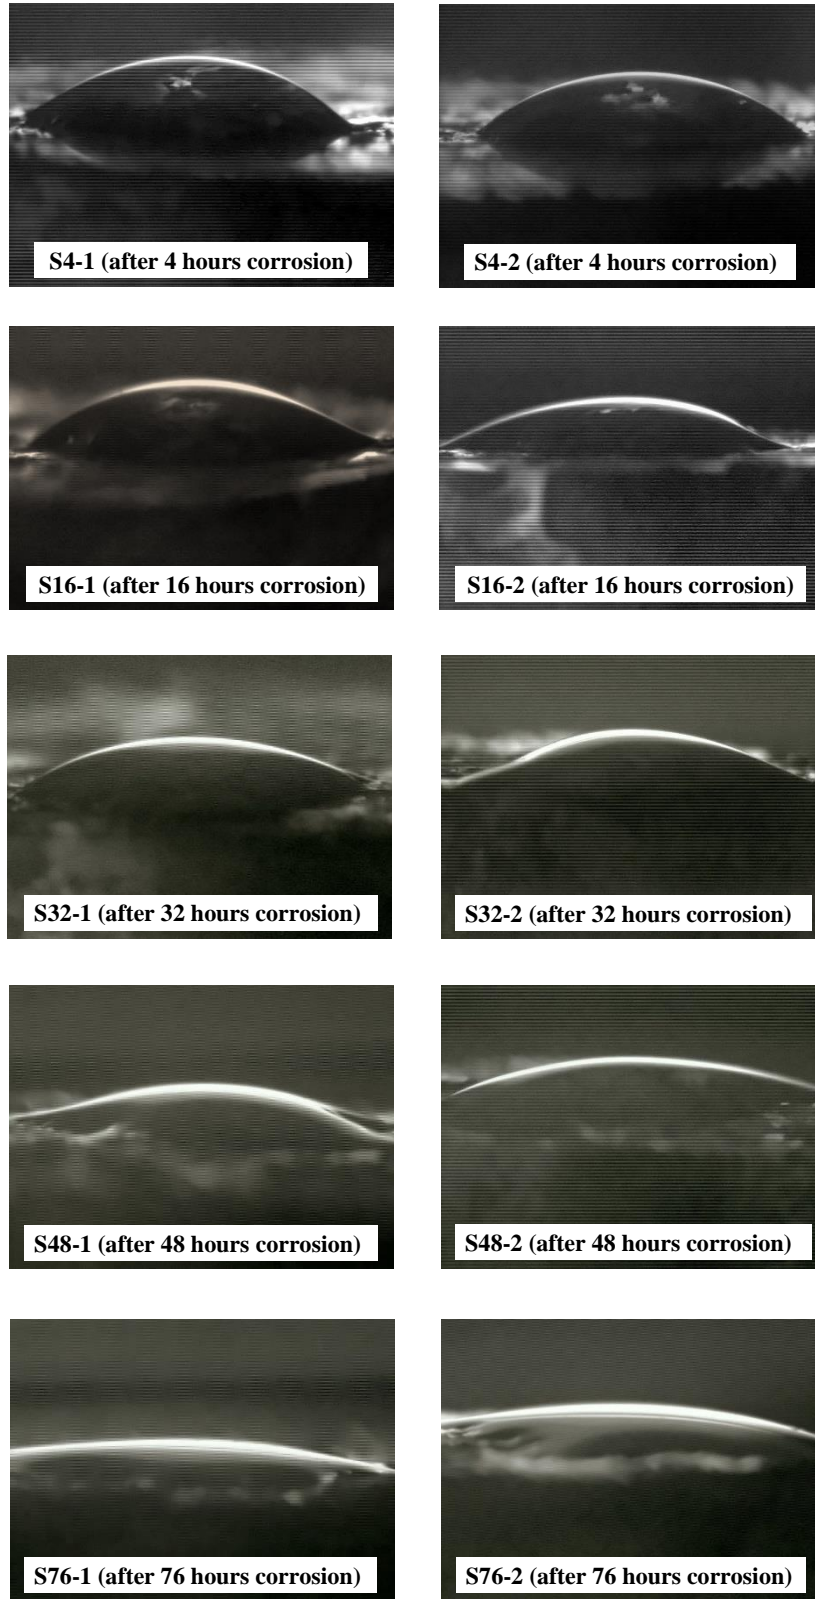 S4-1 (after 4 hours corrosion)
S4-2 (after 4 hours corrosion)
S16-1 (after 16 hours corrosion)
S16-2 (after 16 hours corrosion)
S32-1 (after 32 hours corrosion)
S32-2 (after 32 hours corrosion)
S48-1 (after 48 hours corrosion)
S48-2 (after 48 hours corrosion)
S76-1 (after 76 hours corrosion)
S76-2 (after 76 hours corrosion)